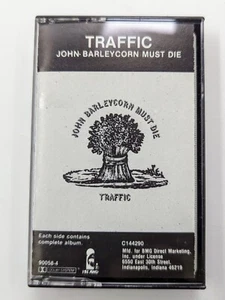 TRAFFIC
JOHN BARLEYCORN MUST DIE
JOHN BARLEYCORN MUST DIE
TRAFFIC
Each side contains
complete album.
90058-4
C144290
Mfd. for BMG Direct Marketing,
Inc. under License
6550 East 30th Street,
Indianapolis, Indiana 46219